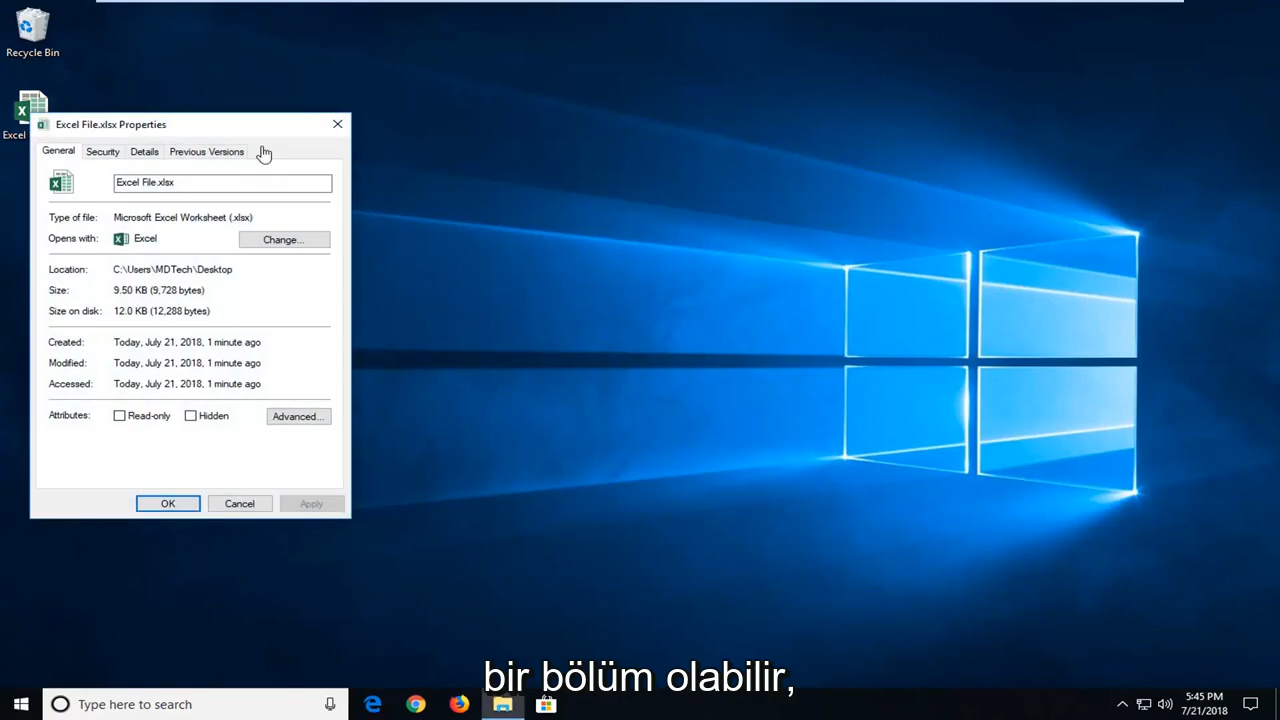 Recycle Bin
Excel
Excel File.xlsx Properties
General Security Details Previous Versions
Excel File.xlsx
Type of file: Microsoft Excel Worksheet (.xlsx)
Opens with: Excel Change...
Location: C:\Users\MDTech\Desktop
Size: 9.50 KB (9,728 bytes)
Size on disk: 12.0 KB (12,288 bytes)
Created: Today, July 21, 2018, 1 minute ago
Modified: Today, July 21, 2018, 1 minute ago
Accessed: Today, July 21, 2018, 1 minute ago
Attributes: Read-only Hidden Advanced...
OK Cancel Apply
bir bölüm olabilir,
Type here to search
5:45 PM
7/21/2018